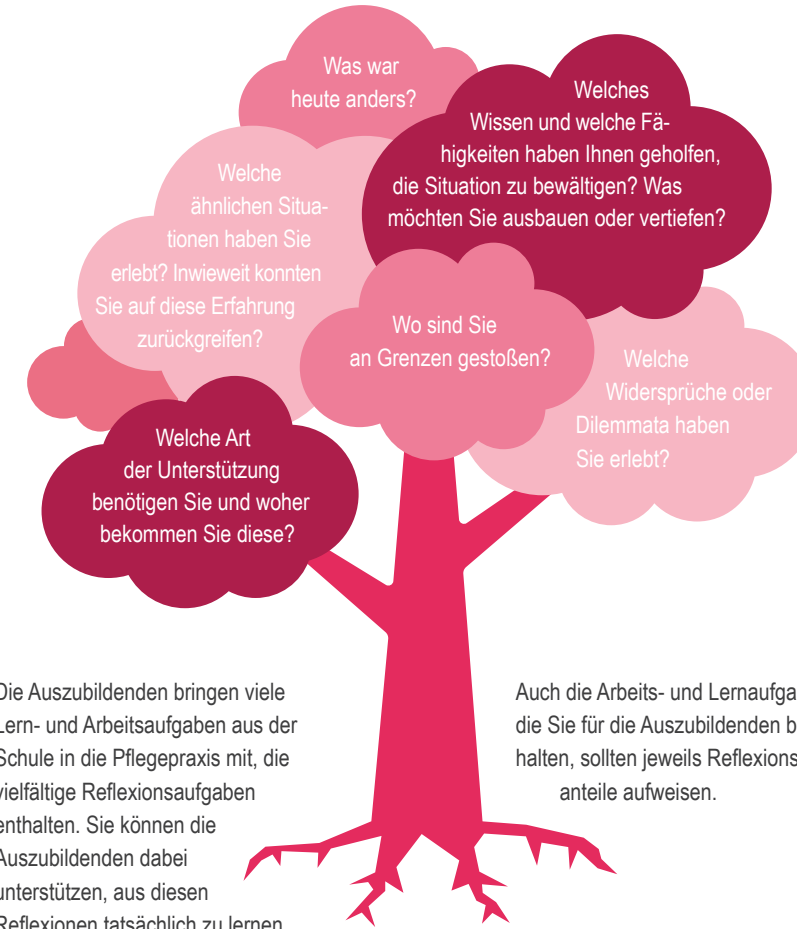 Was war
heute anders?
Welches
Wissen und welche Fä-
higkeiten haben Ihnen geholfen,
die Situation zu bewältigen? Was
möchten Sie ausbauen oder vertiefen?
Welche
ähnlichen Situa-
tionen haben Sie
erlebt? Inwieweit konnten
Sie auf diese Erfahrung
zurückgreifen?
Wo sind Sie
an Grenzen gestoßen?
Welche
Widersprüche oder
Dilemmata haben
Sie erlebt?
Welche Art
der Unterstützung
benötigen Sie und woher
bekommen Sie diese?
Die Auszubildenden bringen viele
Lern- und Arbeitsaufgaben aus der
Schule in die Pflegepraxis mit, die
vielfältige Reflexionsaufgaben
enthalten. Sie können die
Auszubildenden dabei
unterstützen, aus diesen
Reflexionen tatsächlich zu lernen
Auch die Arbeits- und Lernaufga
die Sie für die Auszubildenden b
halten, sollten jeweils Reflexions
anteile aufweisen.